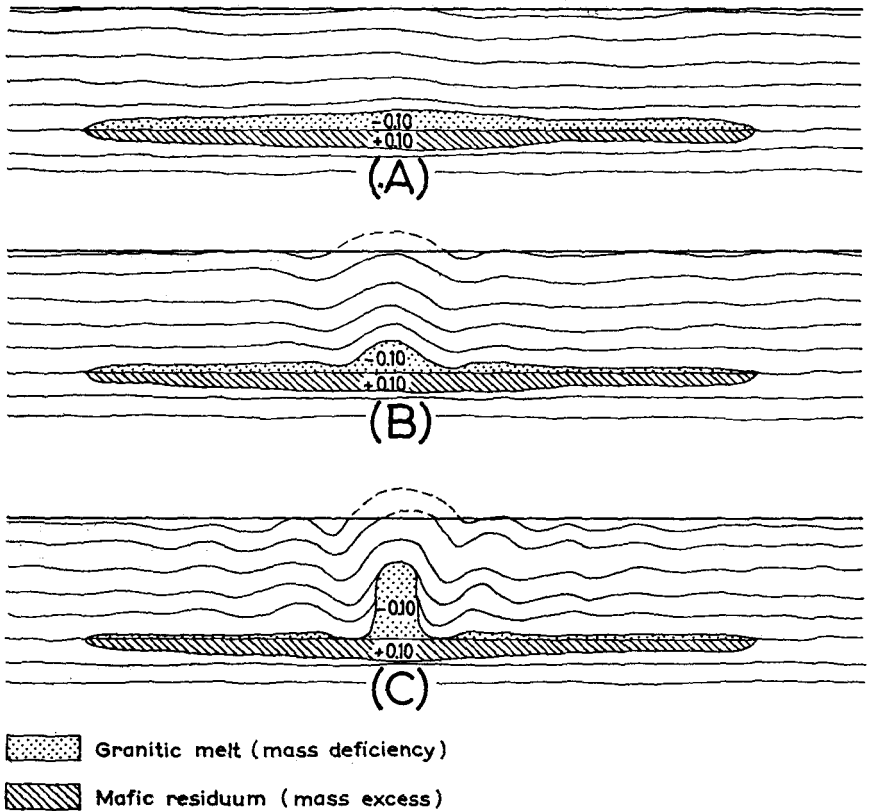 -0.10
+0.10
(A)
-0.10
+0.10
(B)
-0.10
+0.10
(C)
Granitic melt (mass deficiency)
Mafic residuum (mass excess)